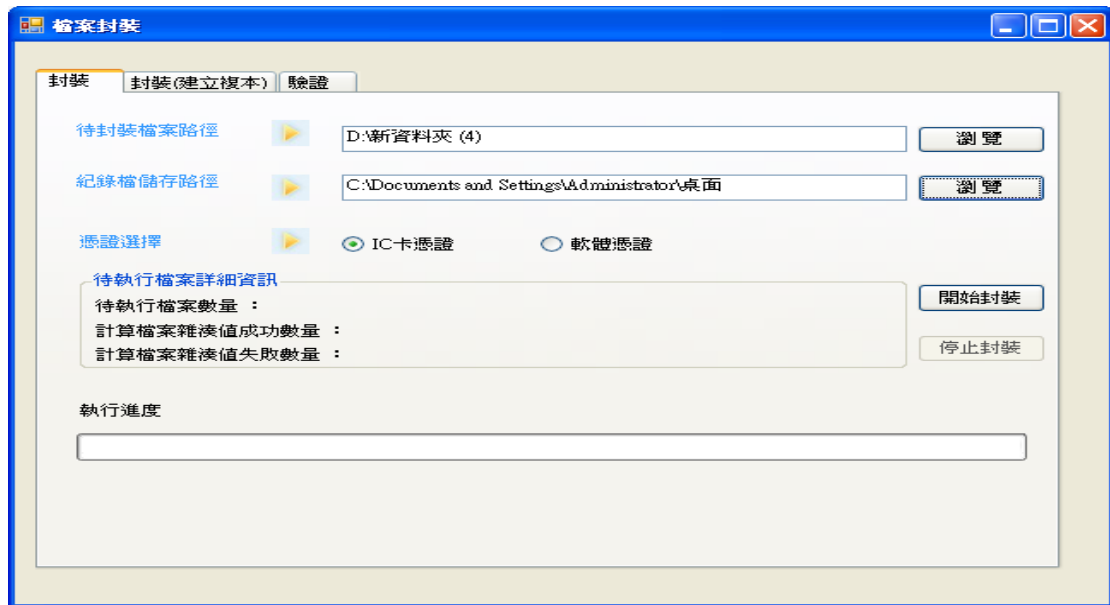 檔案封裝
封裝 封裝(建立複本) 驗證
待封裝檔案路徑 D:\新資料夾 (4) 瀏覽
紀錄檔儲存路徑 C:\Documents and Settings\Administrator\桌面 瀏覽
憑證選擇 IC卡憑證 軟體憑證
待執行檔案詳細資訊
待執行檔案數量 : 開始封裝
計算檔案雜湊值成功數量 :
計算檔案雜湊值失敗數量 : 停止封裝
執行進度